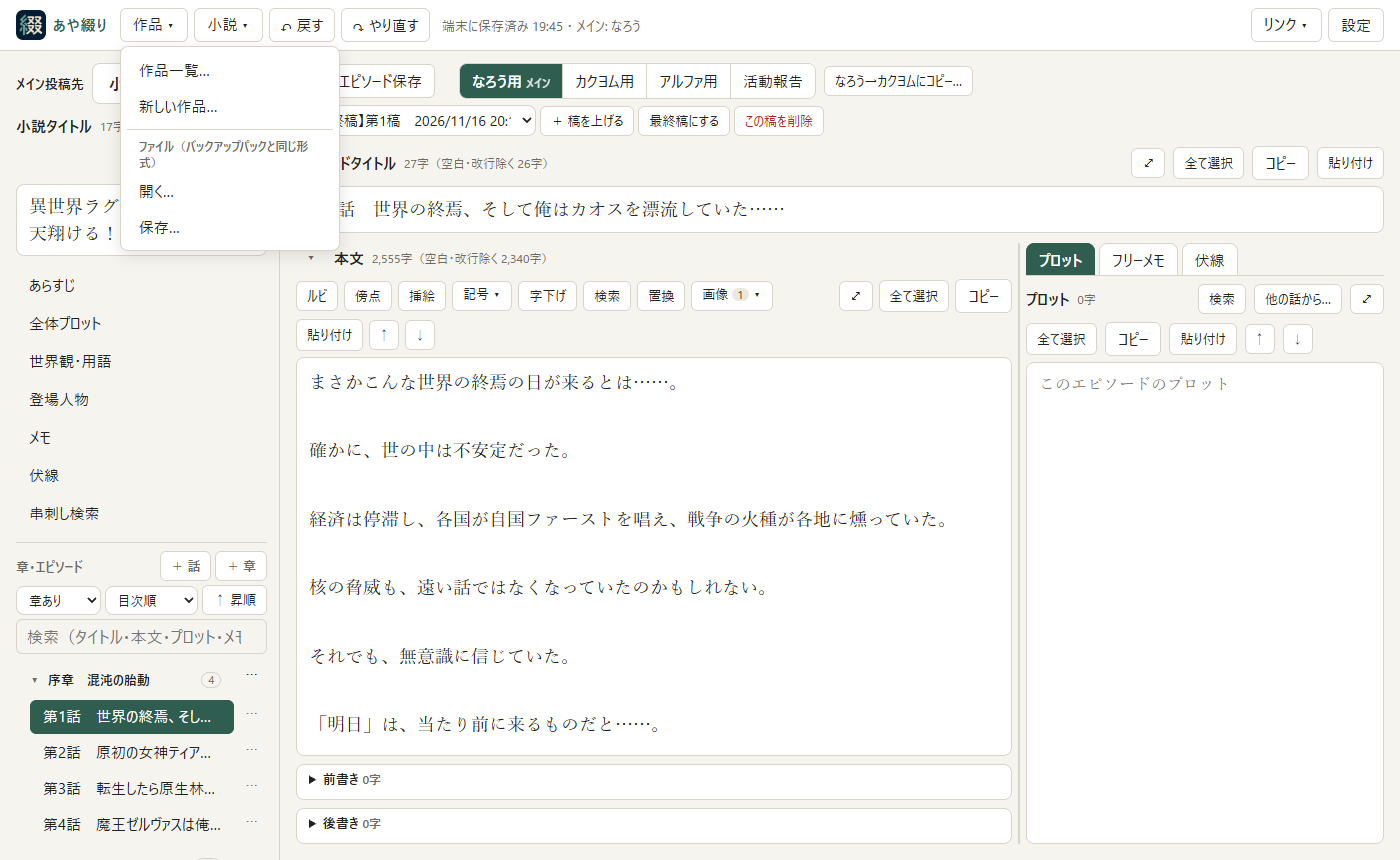 綴 あや綴り 作品 ▾ 小説 ▾ ↶ 戻す ↷ やり直す 端末に保存済み 19:45・メイン: なろう リンク ▾ 設定
作品一覧...
新しい作品...
ファイル（バックアップパックと同じ形
式）
開く...
保存...
メイン投稿先 エピソード保存 なろう用 メイン カクヨム用 アルファ用 活動報告 なろう→カクヨムにコピー...
小説タイトル 17字
稿】第1稿 2026/11/16 20:1 ＋ 稿を上げる 最終稿にする この稿を削除
ドタイトル 27字（空白・改行除く26字） ⤢ 全て選択 コピー 貼り付け
異世界ラグ
天翔ける！
話 世界の終焉、そして俺はカオスを漂流していた……
▾ 本文 2,555字（空白・改行除く2,340字）
ルビ 傍点 挿絵 記号 ▾ 字下げ 検索 置換 画像 1 ▾ ⤢ 全て選択 コピー
貼り付け ↑ ↓
まさかこんな世界の終焉の日が来るとは……。
確かに、世の中は不安定だった。
経済は停滞し、各国が自国ファーストを唱え、戦争の火種が各地に燻っていた。
核の脅威も、遠い話ではなくなっていたのかもしれない。
それでも、無意識に信じていた。
「明日」は、当たり前に来るものだと……。
▶ 前書き 0字
▶ 後書き 0字
プロット フリーメモ 伏線
プロット 0字 検索 他の話から... ⤢
全て選択 コピー 貼り付け ↑ ↓
このエピソードのプロット
あらすじ
全体プロット
世界観・用語
登場人物
メモ
伏線
串刺し検索
章・エピソード ＋ 話 ＋ 章
章あり 目次順 ↑ 昇順
検索（タイトル・本文・プロット・メモ
▾ 序章 混沌の胎動 4 …
第1話 世界の終焉、そし... …
第2話 原初の女神ティア... …
第3話 転生したら原生林... …
第4話 魔王ゼルヴァスは俺... …